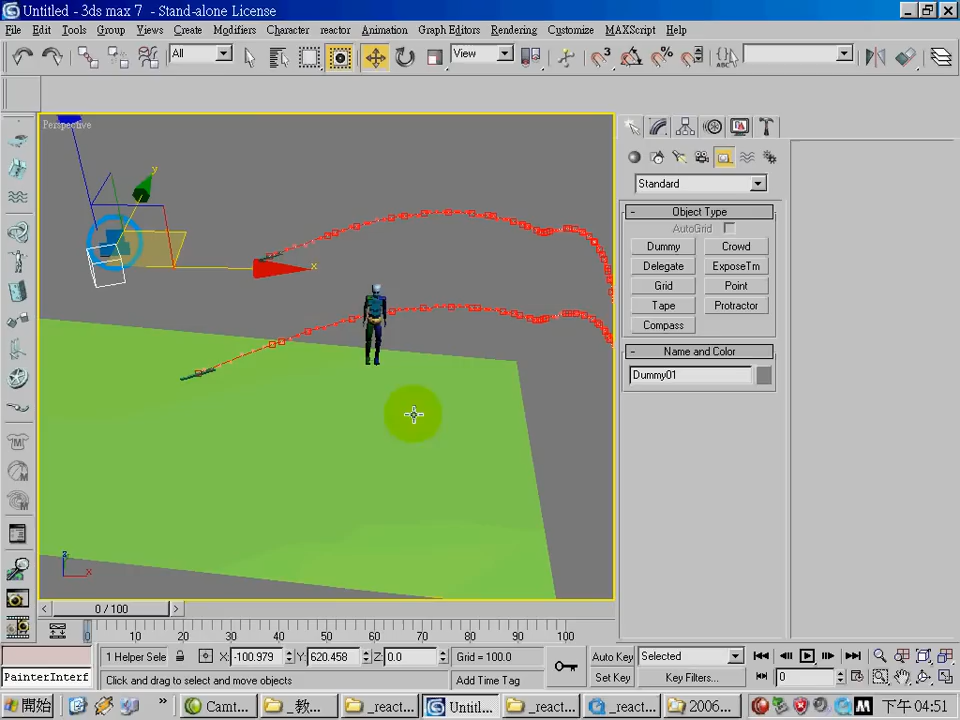 Untitled - 3ds max 7 - Stand-alone License
File Edit Tools Group Views Create Modifiers Character reactor Animation Graph Editors Rendering Customize MAXScript Help
All View
Perspective
z y x
Standard
- Object Type
AutoGrid
Dummy Crowd
Delegate ExposeTm
Grid Point
Tape Protractor
Compass
- Name and Color
Dummy01
z x
< 0 / 100 >
0 10 20 30 40 50 60 70 80 90 100
1 Helper Sele X: -100.979 Y: 620.458 Z: 0.0 Grid = 100.0 Auto Key Selected
PainterInterf Click and drag to select and move objects Add Time Tag Set Key Key Filters... 0
開始 » Camt... _教... _react... Untitl... _react... _react... 2006... 下午 04:51